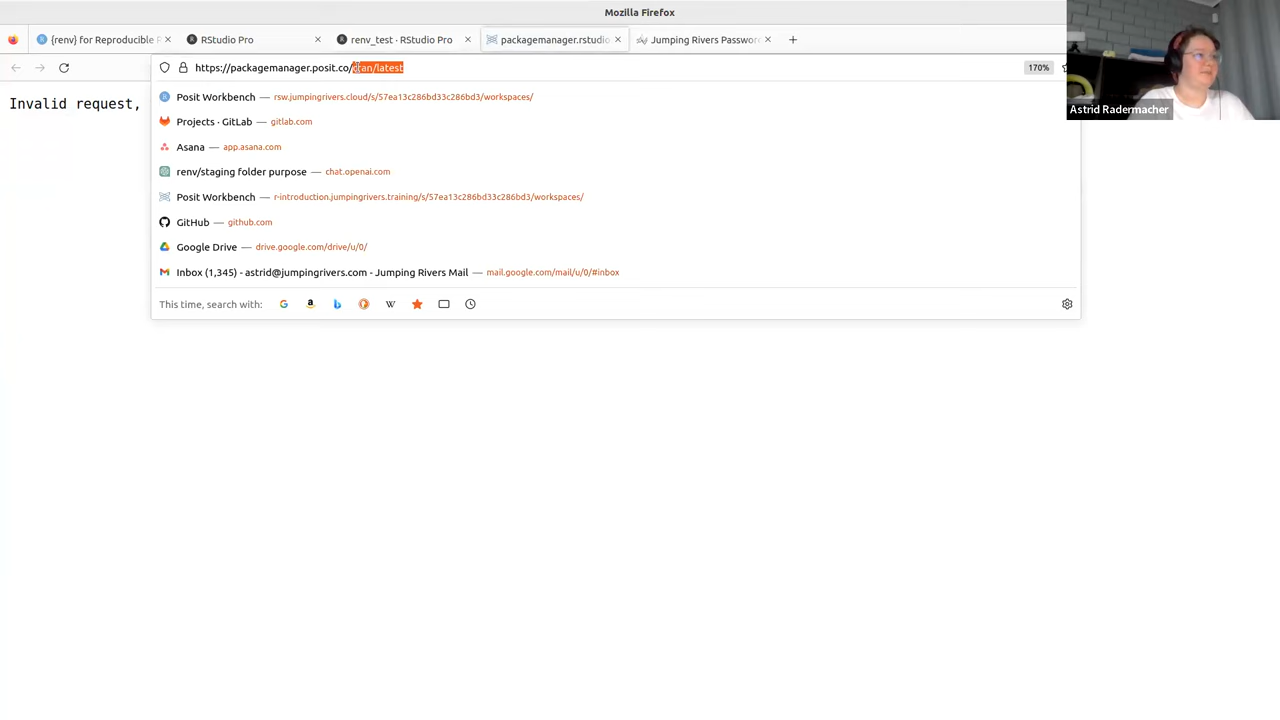 Mozilla Firefox
{renv} for Reproducible
RStudio Pro
renv_test · RStudio Pro
packagemanager.rstudio
Jumping Rivers Password
https://packagemanager.posit.co/cran/latest
170%
Invalid request,
Posit Workbench — rsw.jumpingrivers.cloud/s/57ea13c286bd33c286bd3/workspaces/
Astrid Radermacher
Projects · GitLab — gitlab.com
Asana — app.asana.com
renv/staging folder purpose — chat.openai.com
Posit Workbench — r-introduction.jumpingrivers.training/s/57ea13c286bd33c286bd3/workspaces/
GitHub — github.com
Google Drive — drive.google.com/drive/u/0/
Inbox (1,345) - astrid@jumpingrivers.com - Jumping Rivers Mail — mail.google.com/mail/u/0/#inbox
This time, search with: